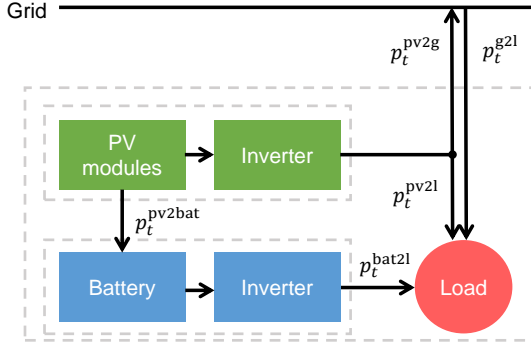 Grid
p_t^pv2g
p_t^g2l
PV
modules
Inverter
p_t^pv2bat
p_t^pv2l
Battery
Inverter
p_t^bat2l
Load